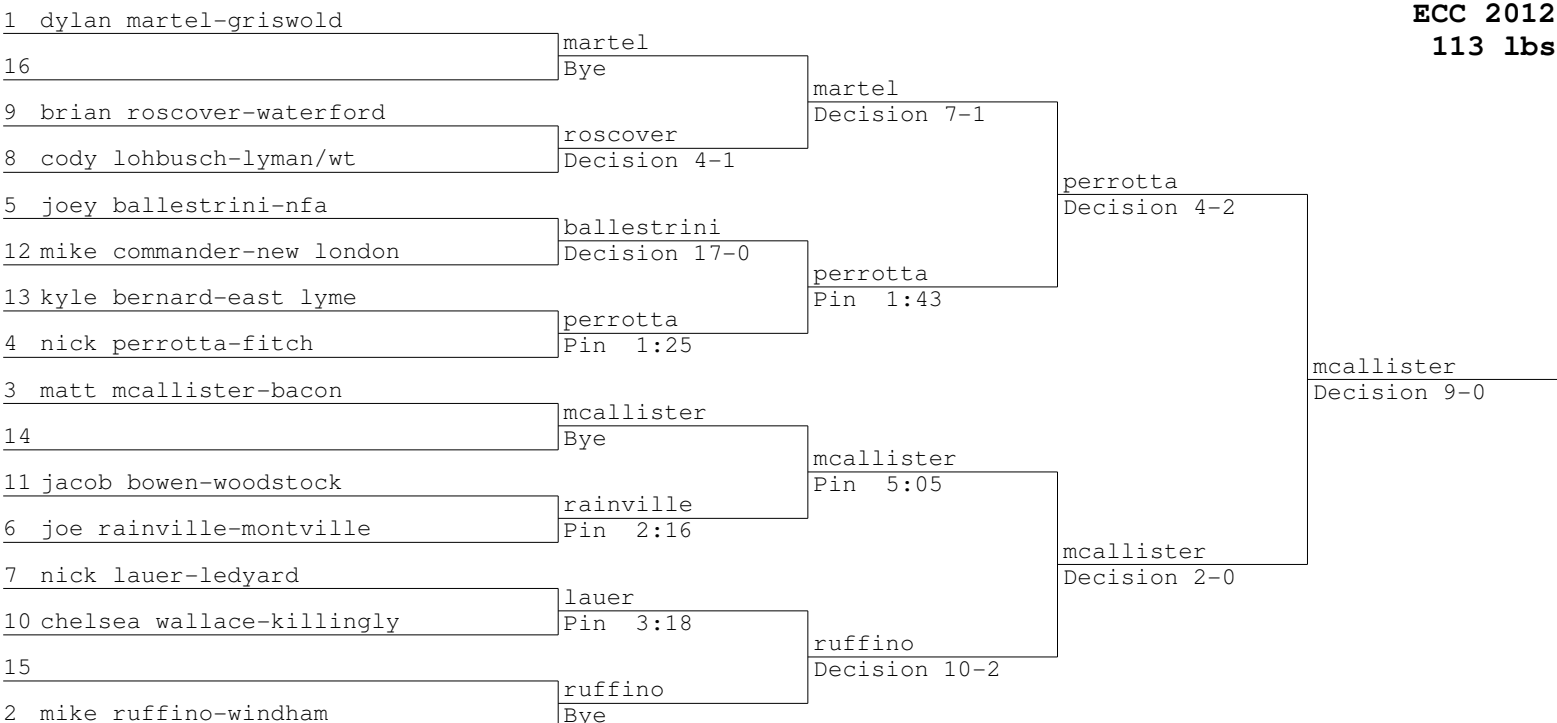 ECC 2012
113 lbs
1 dylan martel-griswold
martel
16
Bye
martel
9 brian roscover-waterford
Decision 7-1
roscover
8 cody lohbusch-lyman/wt
Decision 4-1
perrotta
5 joey ballestrini-nfa
Decision 4-2
ballestrini
12 mike commander-new london
Decision 17-0
perrotta
13 kyle bernard-east lyme
Pin 1:43
perrotta
4 nick perrotta-fitch
Pin 1:25
mcallister
3 matt mcallister-bacon
Decision 9-0
mcallister
14
Bye
mcallister
11 jacob bowen-woodstock
Pin 5:05
rainville
6 joe rainville-montville
Pin 2:16
mcallister
7 nick lauer-ledyard
Decision 2-0
lauer
10 chelsea wallace-killingly
Pin 3:18
ruffino
15
Decision 10-2
ruffino
2 mike ruffino-windham
Bye